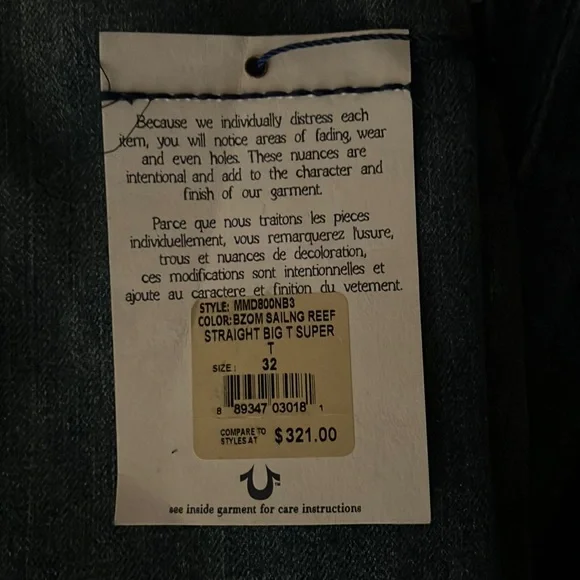 Because we individually distress each
item, you will notice areas of fading, wear
and even holes. These nuances are
intentional and add to the character and
finish of our garment.
Parce que nous traitons les pieces
individuellement, vous remarquerez l'usure,
trous et nuances de decoloration,
ces modifications sont intentionnelles et
ajoute au caractere et finition du vetement.
STYLE: MMD800NB3
COLOR:BZOM SAILNG REEF
STRAIGHT BIG T SUPER
T
SIZE: 32
8 89347 03018 1
COMPARE TO
STYLES AT $321.00
see inside garment for care instructions